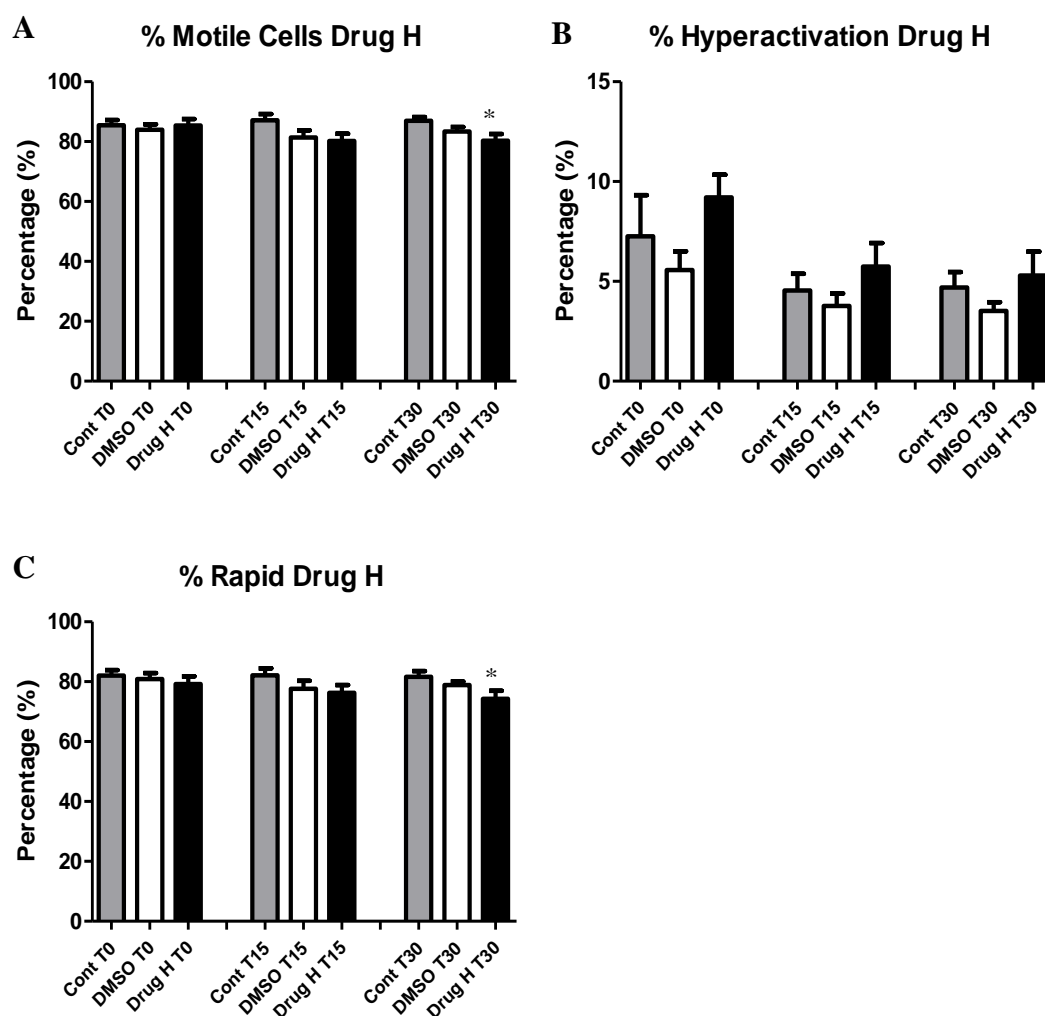 A
% Motile Cells Drug H
Percentage (%)
100
80
60
40
20
0
*
Cont T0
DMSO T0
Drug H T0
Cont T15
DMSO T15
Drug H T15
Cont T30
DMSO T30
Drug H T30
B
% Hyperactivation Drug H
Percentage (%)
15
10
5
0
Cont T0
DMSO T0
Drug H T0
Cont T15
DMSO T15
Drug H T15
Cont T30
DMSO T30
Drug H T30
C
% Rapid Drug H
Percentage (%)
100
80
60
40
20
0
*
Cont T0
DMSO T0
Drug H T0
Cont T15
DMSO T15
Drug H T15
Cont T30
DMSO T30
Drug H T30